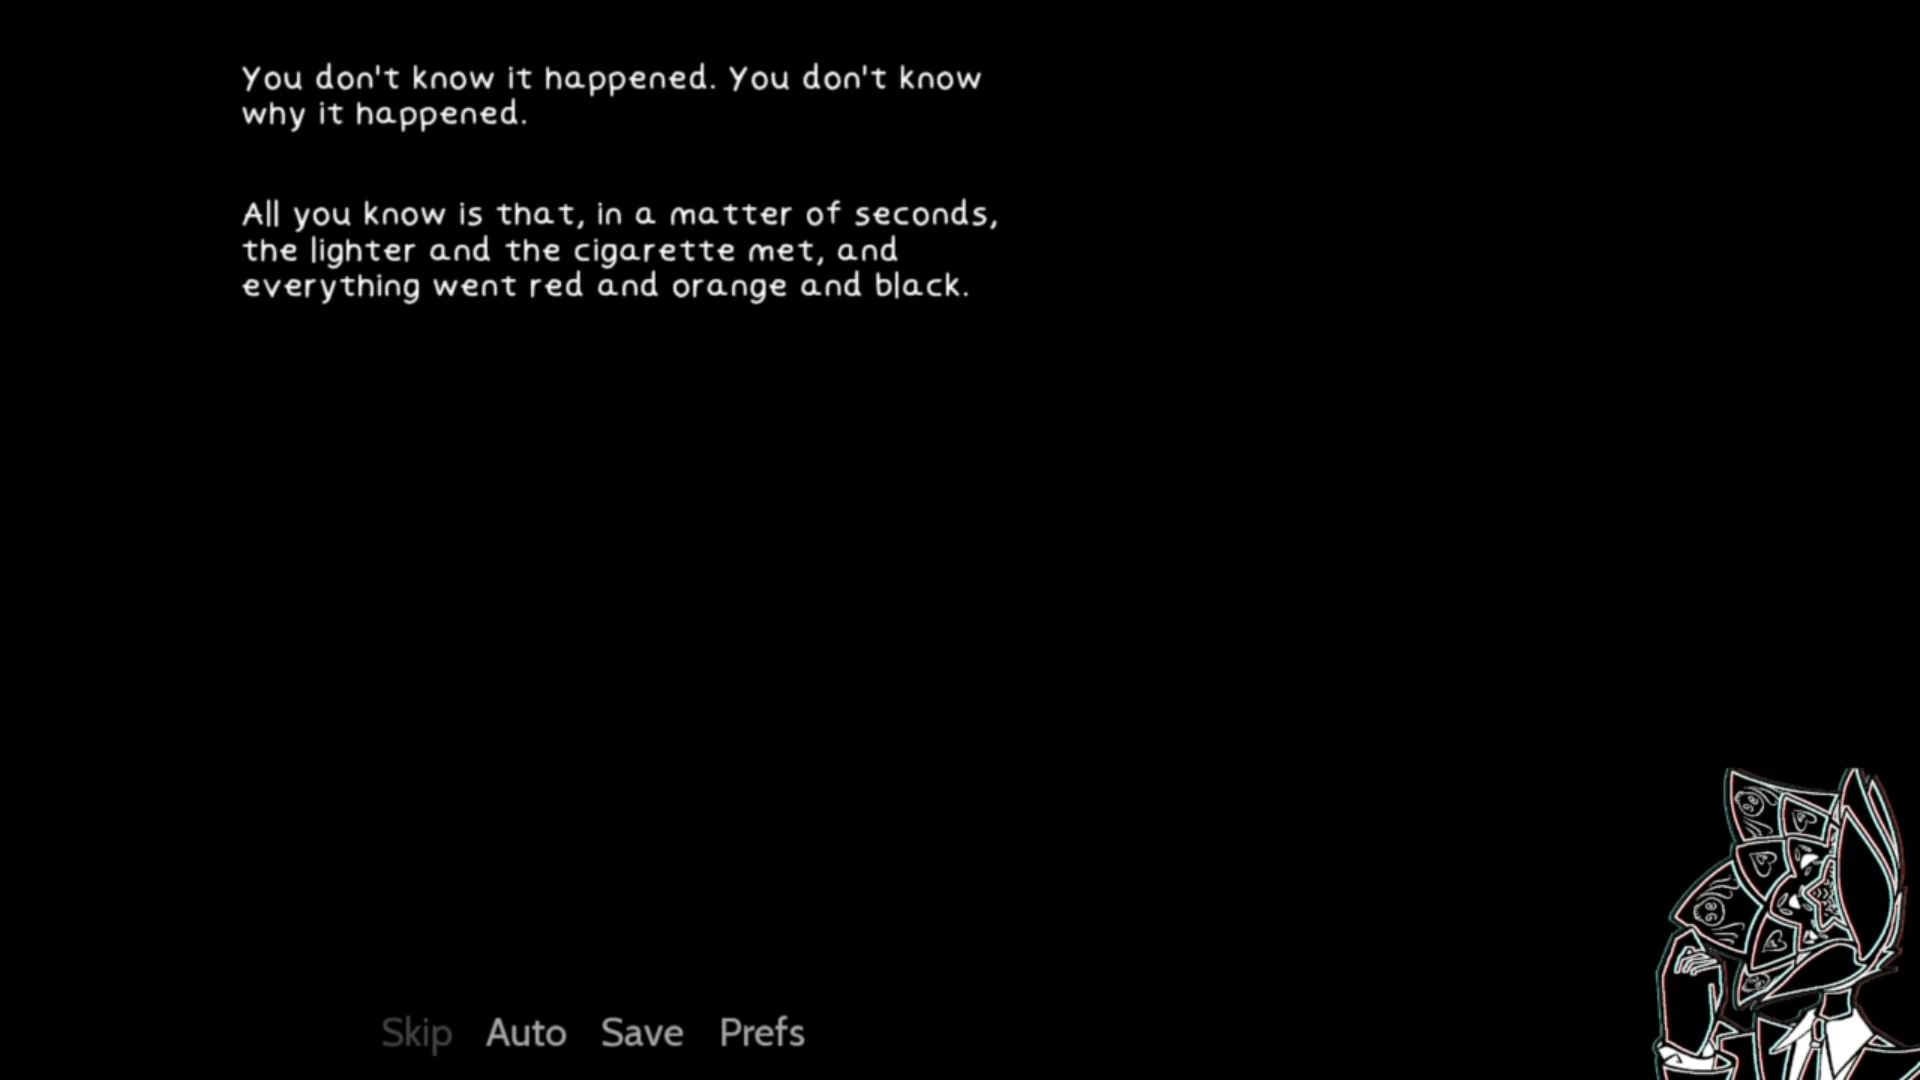 You don't know it happened. You don't know
why it happened.
All you know is that, in a matter of seconds,
the lighter and the cigarette met, and
everything went red and orange and black.
Skip Auto Save Prefs